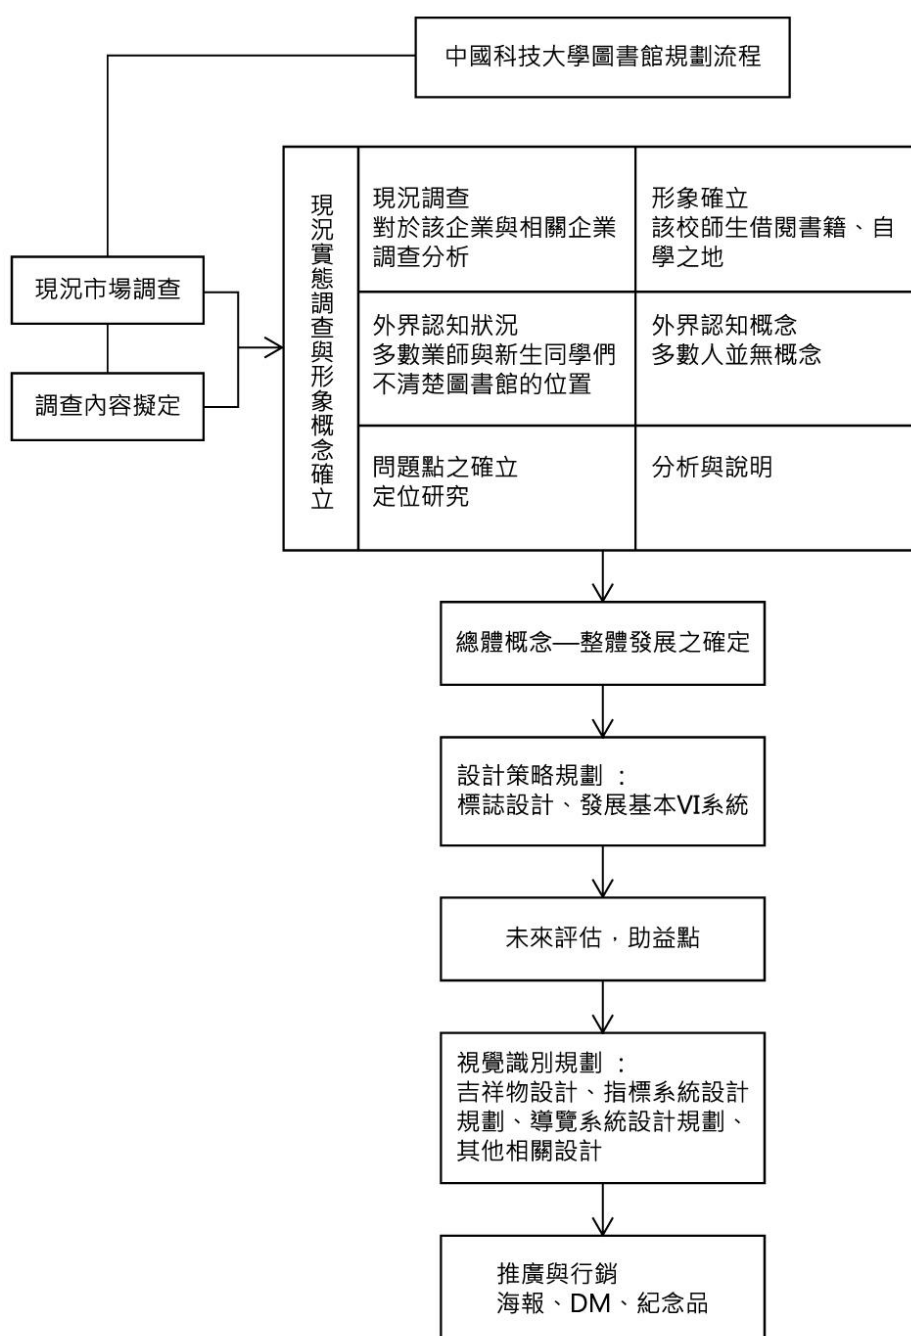 中國科技大學圖書館規劃流程
現況市場調查
調查內容擬定
現況實態調查與形象概念確立
現況調查
對於該企業與相關企業
調查分析
形象確立
該校師生借閱書籍、自
學之地
外界認知狀況
多數業師與新生同學們
不清楚圖書館的位置
外界認知概念
多數人並無概念
問題點之確立
定位研究
分析與說明
總體概念—整體發展之確定
設計策略規劃：
標誌設計、發展基本VI系統
未來評估，助益點
視覺識別規劃：
吉祥物設計、指標系統設計
規劃、導覽系統設計規劃、
其他相關設計
推廣與行銷
海報、DM、紀念品